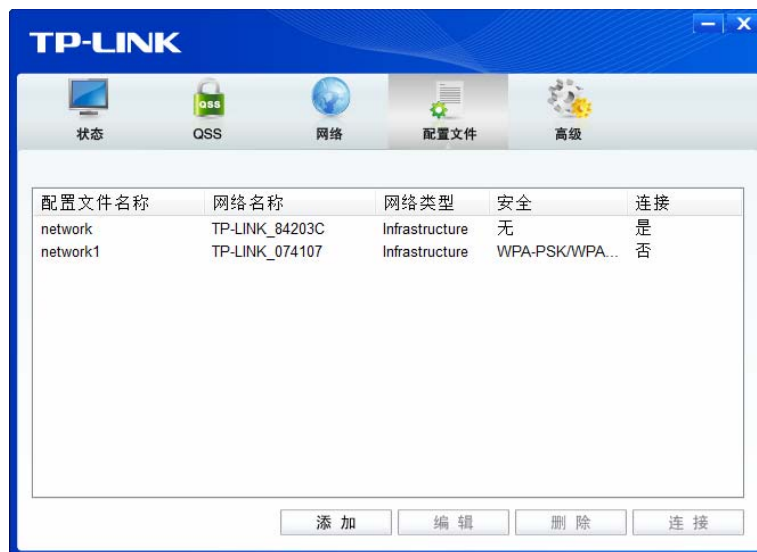 TP-LINK
QSS
状态 QSS 网络 配置文件 高级
配置文件名称 网络名称 网络类型 安全 连接
network TP-LINK_84203C Infrastructure 无 是
network1 TP-LINK_074107 Infrastructure WPA-PSK/WPA... 否
添加 编辑 删除 连接